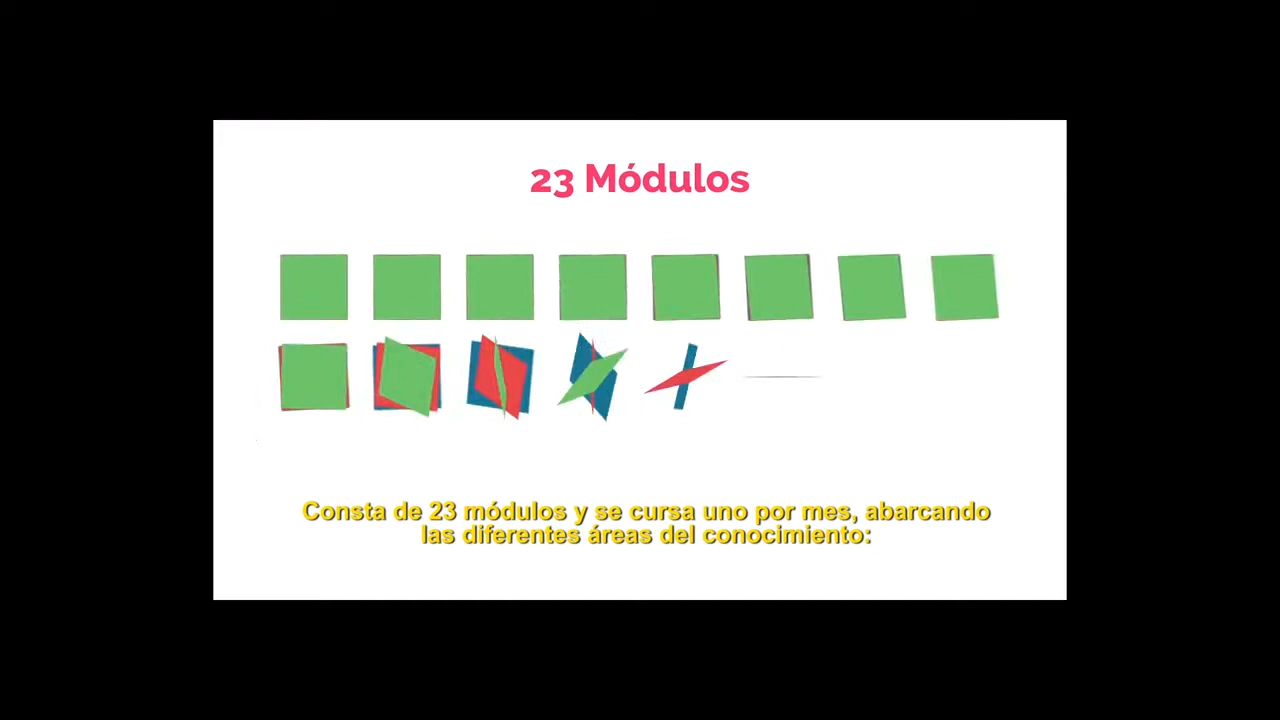 23 Módulos
Consta de 23 módulos y se cursa uno por mes, abarcando
las diferentes áreas del conocimiento: